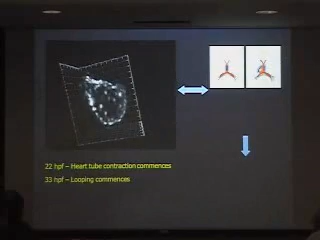 22 hpf – Heart tube contraction commences
33 hpf – Looping commences